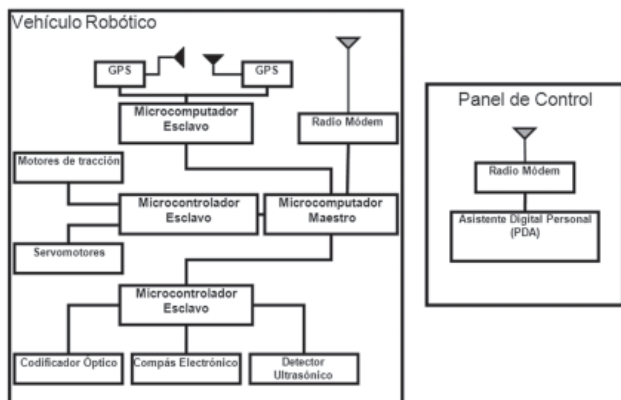 Vehículo Robótico
GPS
GPS
Microcomputador
Esclavo
Radio Módem
Motores de tracción
Microcontrolador
Esclavo
Microcomputador
Maestro
Servomotores
Microcontrolador
Esclavo
Codificador Óptico
Compás Electrónico
Detector
Ultrasónico
Panel de Control
Radio Módem
Asistente Digital Personal
(PDA)